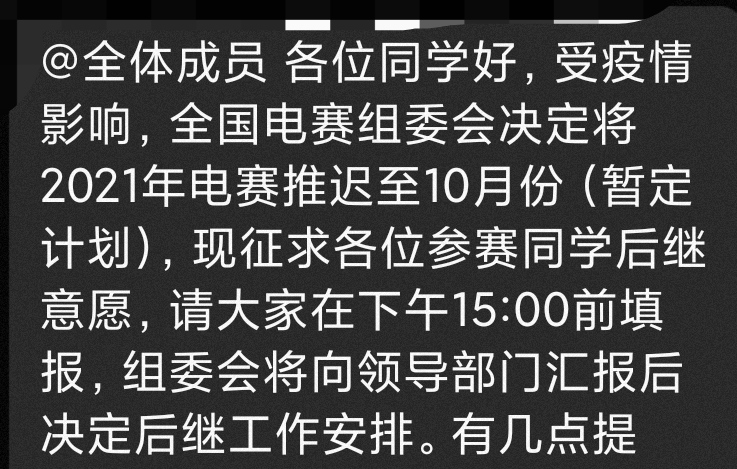 @全体成员 各位同学好，受疫情
影响，全国电赛组委会决定将
2021年电赛推迟至10月份（暂定
计划），现征求各位参赛同学后继
意愿，请大家在下午15:00前填
报，组委会将向领导部门汇报后
决定后继工作安排。有几点提